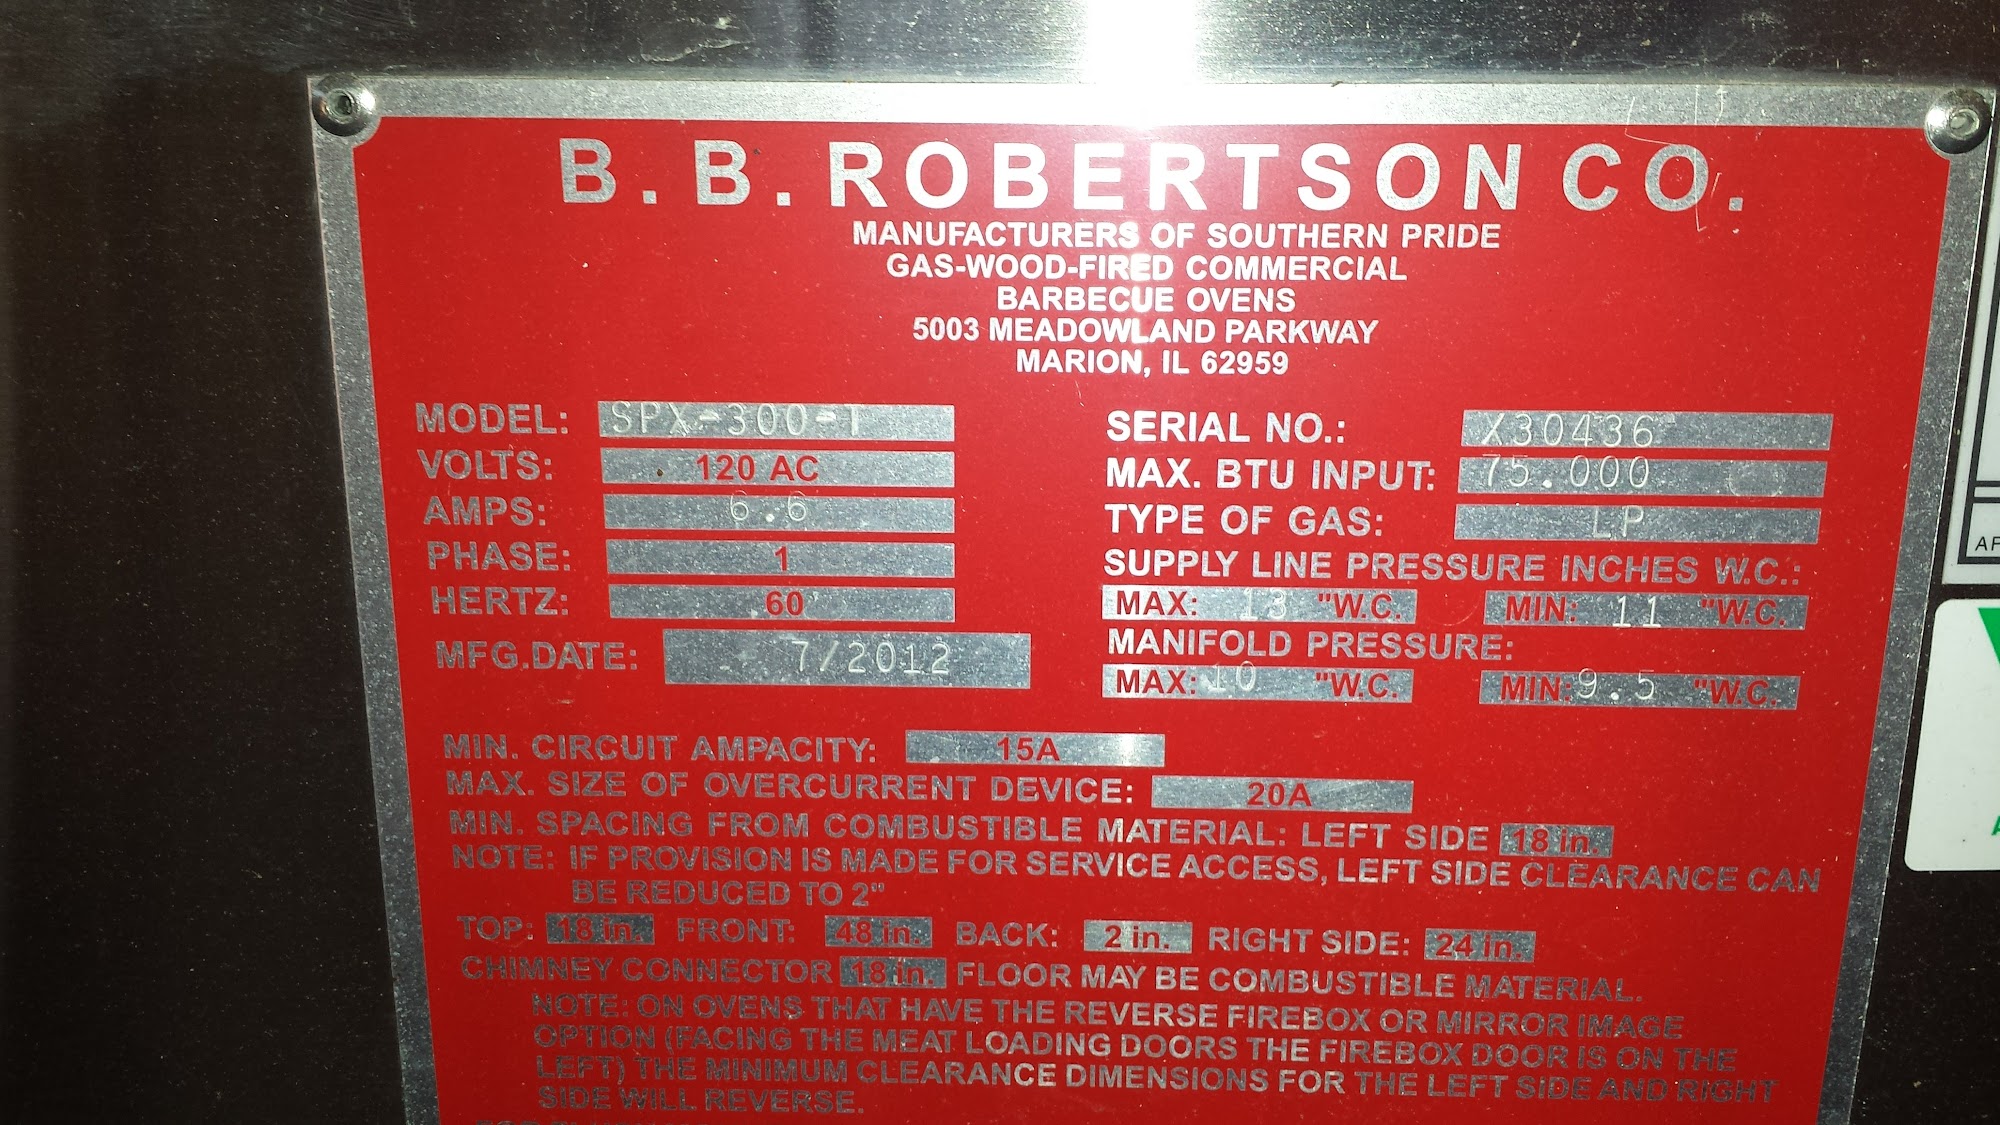 B. B. ROBERTSON CO.
MANUFACTURERS OF SOUTHERN PRIDE
GAS-WOOD-FIRED COMMERCIAL
BARBECUE OVENS
5003 MEADOWLAND PARKWAY
MARION, IL 62959
MODEL: SPX-300-T
VOLTS: 120 AC
AMPS: 6.6
PHASE: 1
HERTZ: 60
MFG.DATE: 7/2012
SERIAL NO.: X30436
MAX. BTU INPUT: 75.000
TYPE OF GAS: LP
SUPPLY LINE PRESSURE INCHES W.C.:
MAX: 13 "W.C. MIN: 11 "W.C.
MANIFOLD PRESSURE:
MAX: 10 "W.C. MIN: 9.5 "W.C.
MIN. CIRCUIT AMPACITY: 15A
MAX. SIZE OF OVERCURRENT DEVICE: 20A
MIN. SPACING FROM COMBUSTIBLE MATERIAL: LEFT SIDE 18 in.
NOTE: IF PROVISION IS MADE FOR SERVICE ACCESS, LEFT SIDE CLEARANCE CAN
BE REDUCED TO 2"
TOP: 18 in. FRONT: 48 in. BACK: 2 in. RIGHT SIDE: 24 in.
CHIMNEY CONNECTOR 18 in. FLOOR MAY BE COMBUSTIBLE MATERIAL.
NOTE: ON OVENS THAT HAVE THE REVERSE FIREBOX OR MIRROR IMAGE
OPTION (FACING THE MEAT LOADING DOORS THE FIREBOX DOOR IS ON THE
LEFT) THE MINIMUM CLEARANCE DIMENSIONS FOR THE LEFT SIDE AND RIGHT
SIDE WILL REVERSE.